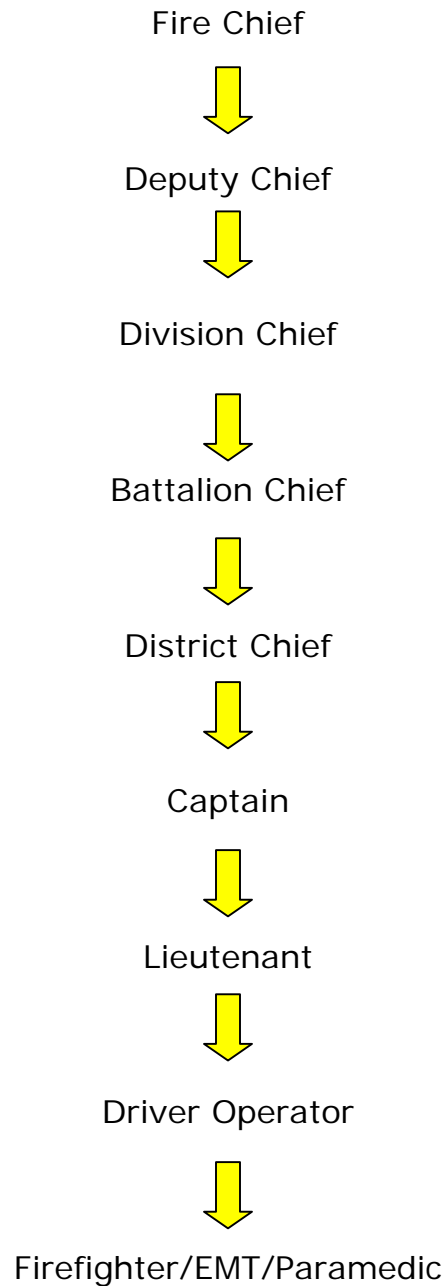 Fire Chief
Deputy Chief
Division Chief
Battalion Chief
District Chief
Captain
Lieutenant
Driver Operator
Firefighter/EMT/Paramedic